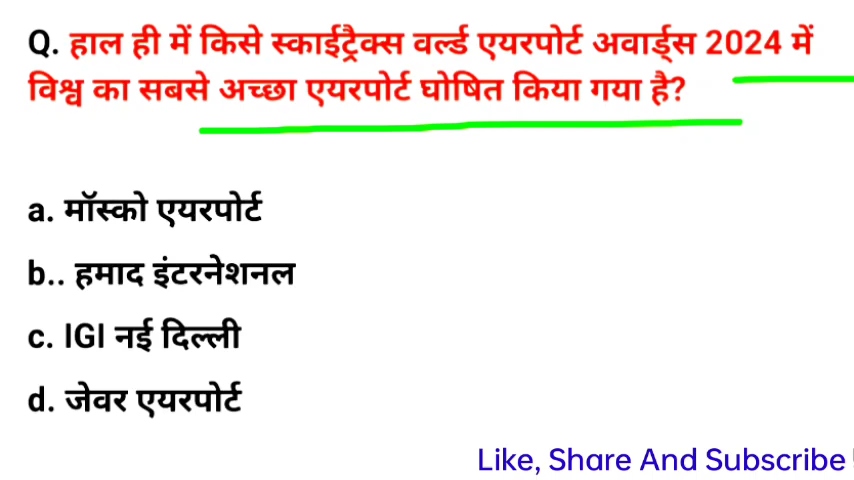 Q. हाल ही में किसे स्काईट्रैक्स वर्ल्ड एयरपोर्ट अवार्ड्स 2024 में
विश्व का सबसे अच्छा एयरपोर्ट घोषित किया गया है?
a. मॉस्को एयरपोर्ट
b.. हमाद इंटरनेशनल
c. IGI नई दिल्ली
d. जेवर एयरपोर्ट
Like, Share And Subscribe